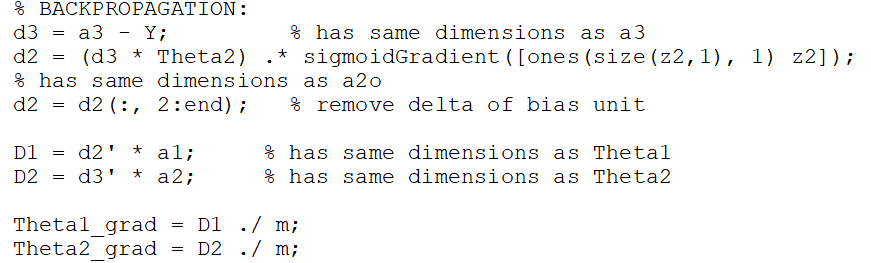 % BACKPROPAGATION:
d3 = a3 - Y;          % has same dimensions as a3
d2 = (d3 * Theta2) .* sigmoidGradient([ones(size(z2,1), 1) z2]);
% has same dimensions as a2o
d2 = d2(:, 2:end);   % remove delta of bias unit
D1 = d2' * a1;      % has same dimensions as Theta1
D2 = d3' * a2;      % has same dimensions as Theta2
Theta1_grad = D1 ./ m;
Theta2_grad = D2 ./ m;